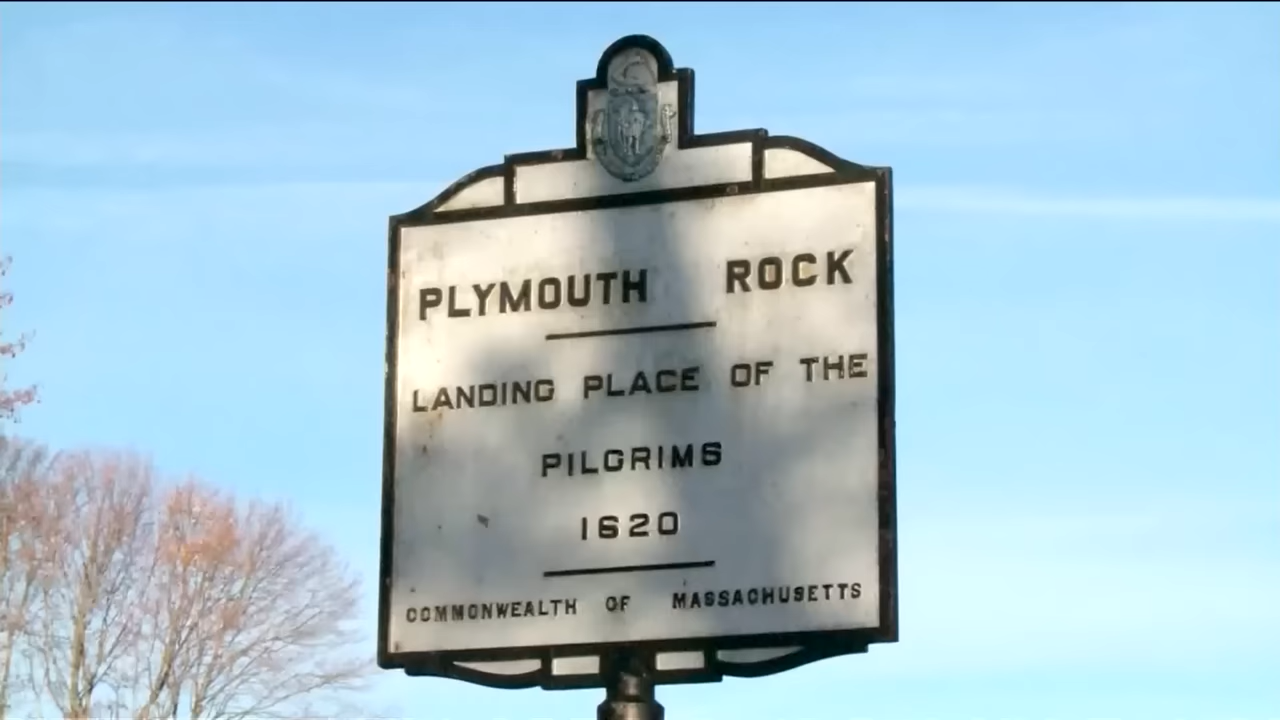 PLYMOUTH ROCK
LANDING PLACE OF THE
PILGRIMS
1620
COMMONWEALTH OF MASSACHUSETTS